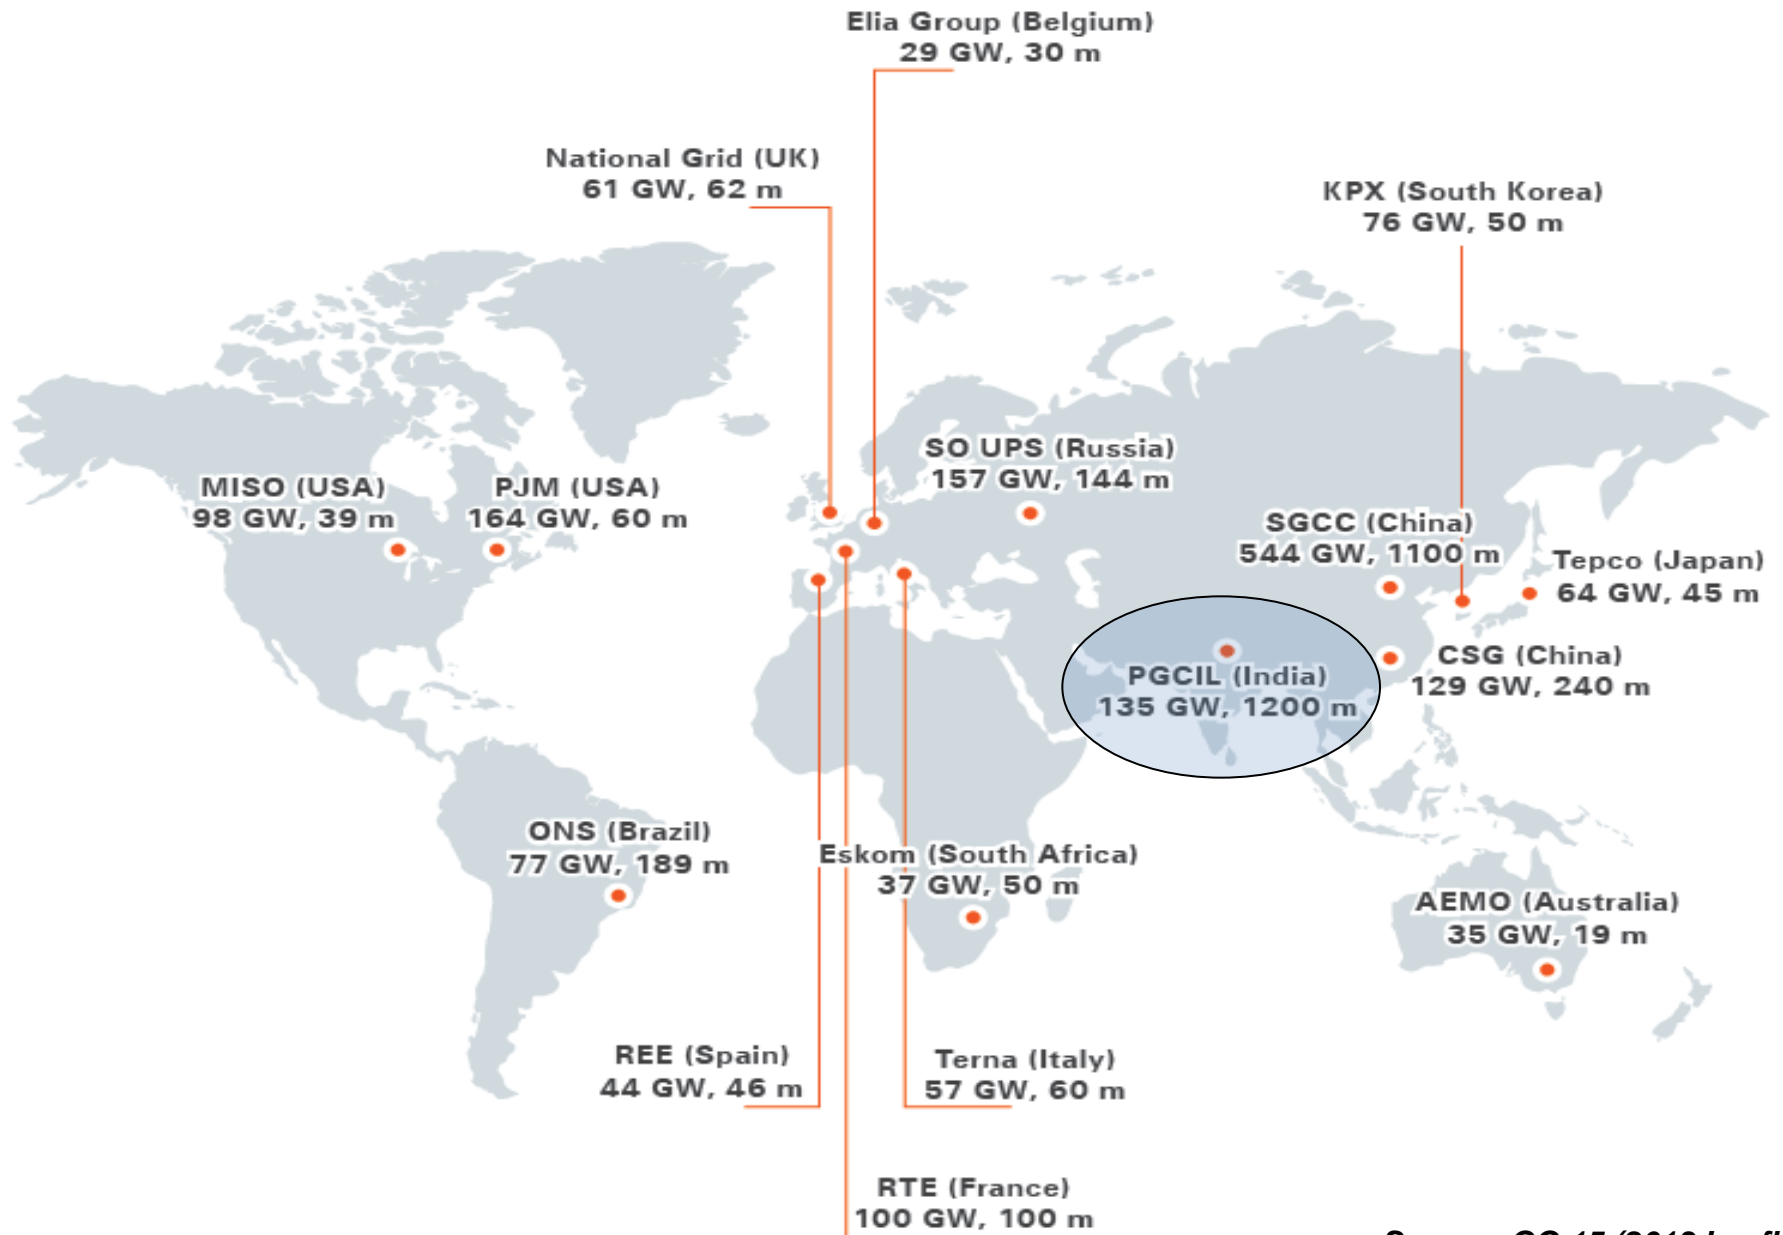 Elia Group (Belgium)
29 GW, 30 m
National Grid (UK)
61 GW, 62 m
KPX (South Korea)
76 GW, 50 m
SO UPS (Russia)
157 GW, 144 m
MISO (USA)
98 GW, 39 m
PJM (USA)
164 GW, 60 m
SGCC (China)
544 GW, 1100 m
Tepco (Japan)
64 GW, 45 m
CSG (China)
129 GW, 240 m
PGCIL (India)
135 GW, 1200 m
ONS (Brazil)
77 GW, 189 m
Eskom (South Africa)
37 GW, 50 m
AEMO (Australia)
35 GW, 19 m
REE (Spain)
44 GW, 46 m
Terna (Italy)
57 GW, 60 m
RTE (France)
100 GW, 100 m